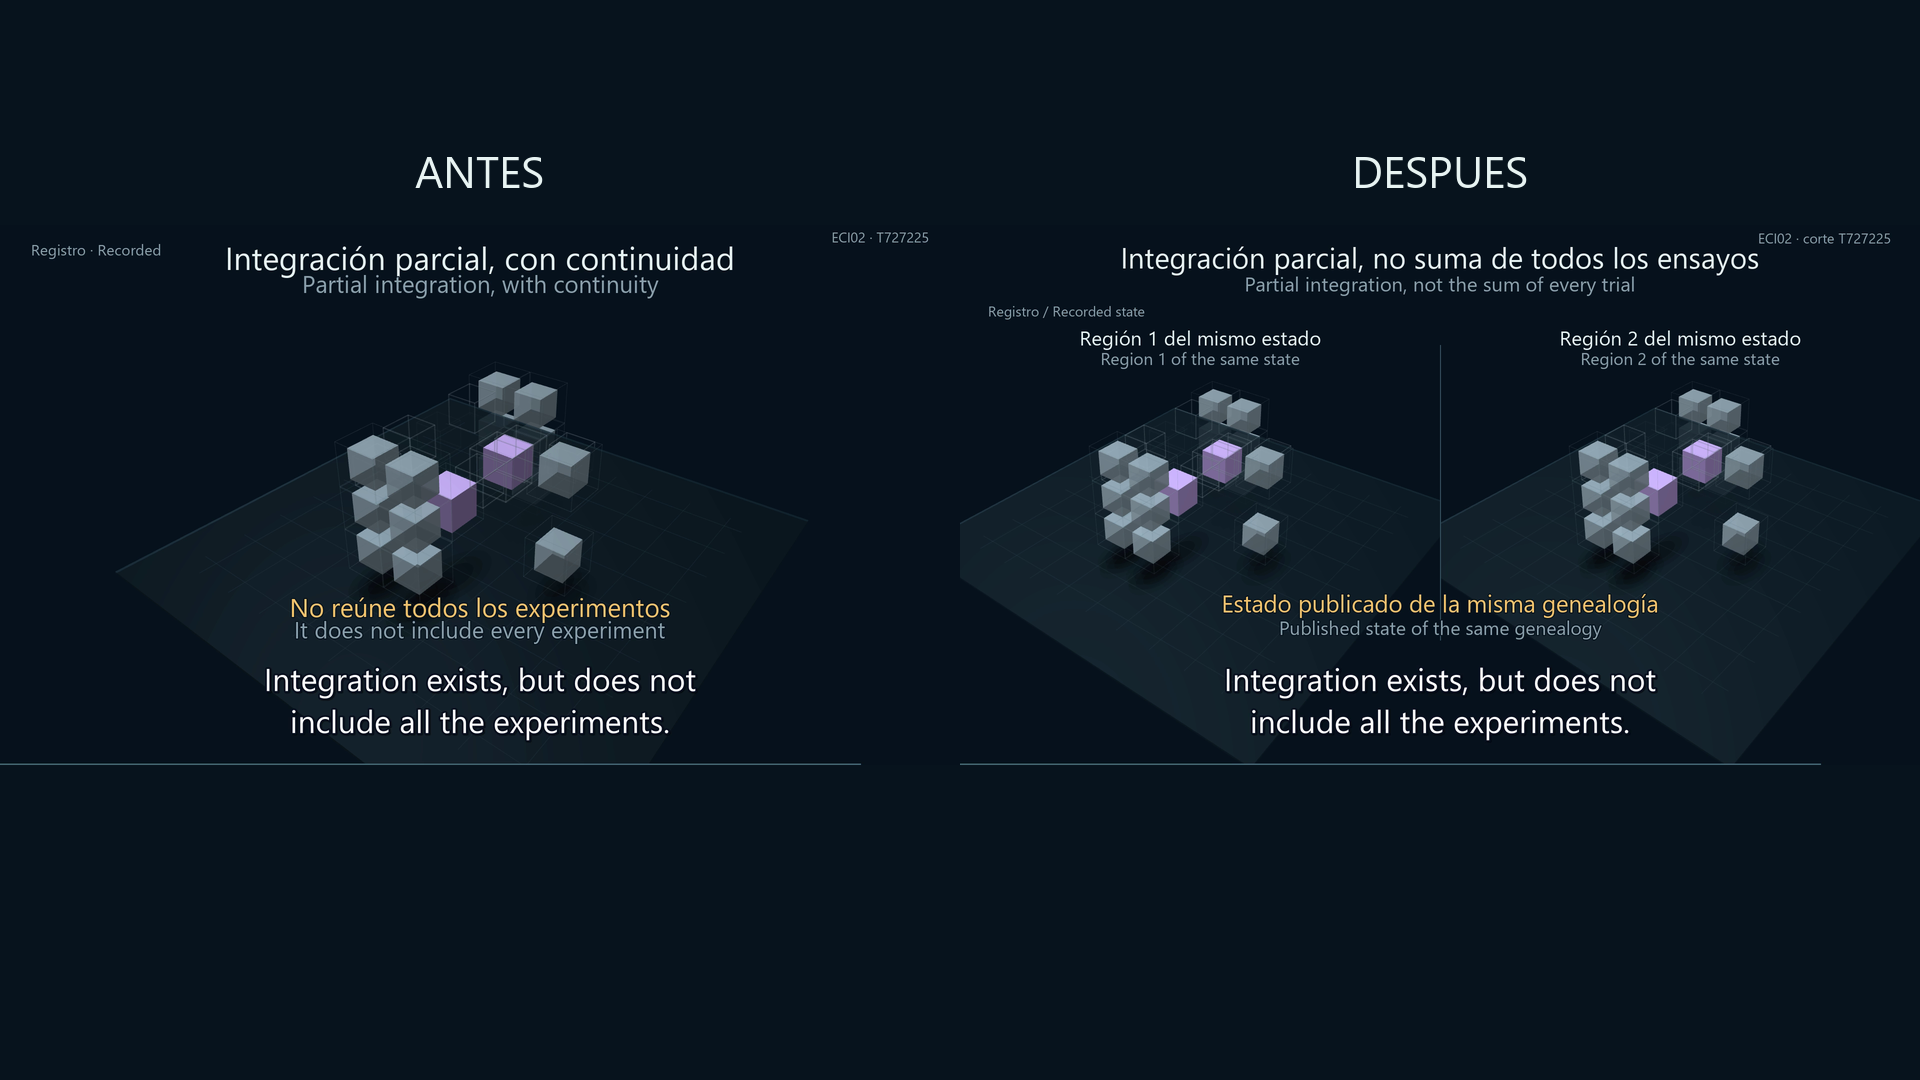 ANTES
Registro · Recorded
ECI02 · T727225
Integración parcial, con continuidad
Partial integration, with continuity
No reúne todos los experimentos
It does not include every experiment
Integration exists, but does not
include all the experiments.
DESPUES
ECI02 · corte T727225
Integración parcial, no suma de todos los ensayos
Partial integration, not the sum of every trial
Registro / Recorded state
Región 1 del mismo estado
Region 1 of the same state
Región 2 del mismo estado
Region 2 of the same state
Estado publicado de la misma genealogía
Published state of the same genealogy
Integration exists, but does not
include all the experiments.